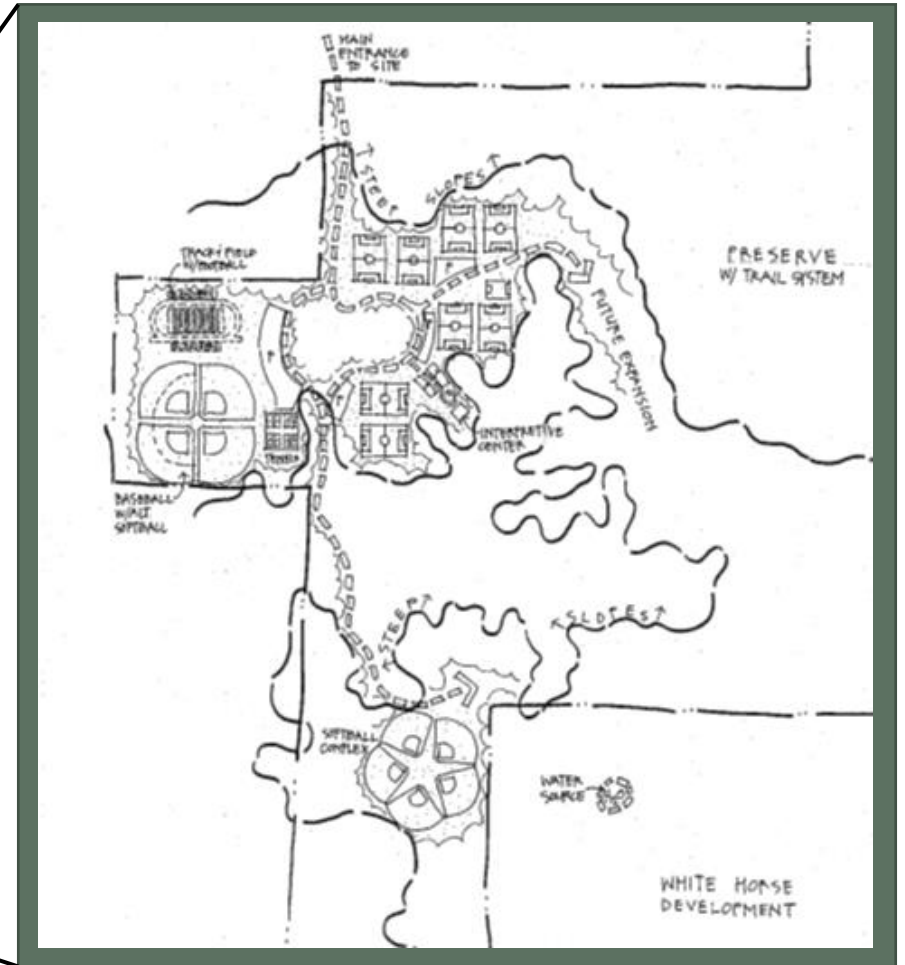 MAIN
ENTRANCE
TO SITE
STEEP
SLOPES
TRACK & FIELD
W/ FOOTBALL
P
PRESERVE
W/ TRAIL SYSTEM
FUTURE EXPANSION
P
P
INTERPRETIVE
CENTER
TENNIS
BASEBALL
W/ALT
SOFTBALL
STEEP
SLOPES
SOFTBALL
COMPLEX
WATER
SOURCE
WHITE HORSE
DEVELOPMENT